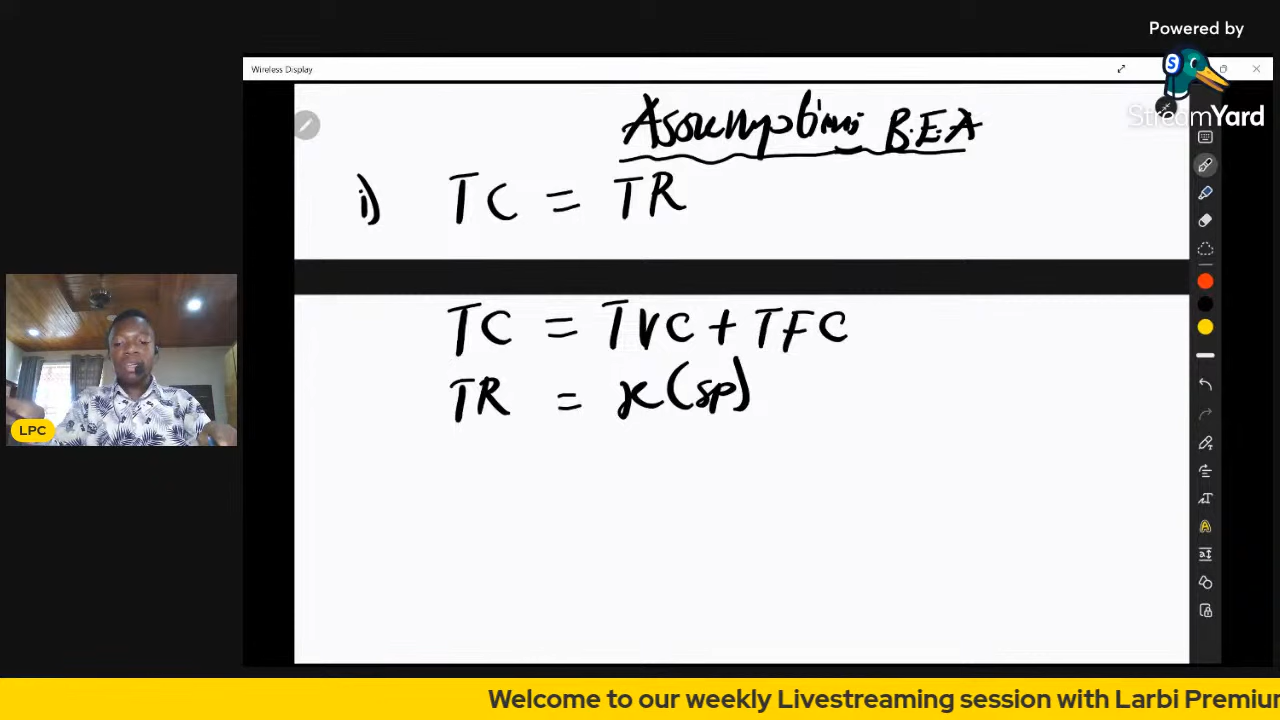 Powered by
StreamYard
Wireless Display
Assumptions B.E.A
i) TC = TR
TC = TVC + TFC
TR = x(sp)
LPC
Welcome to our weekly Livestreaming session with Larbi Premiu